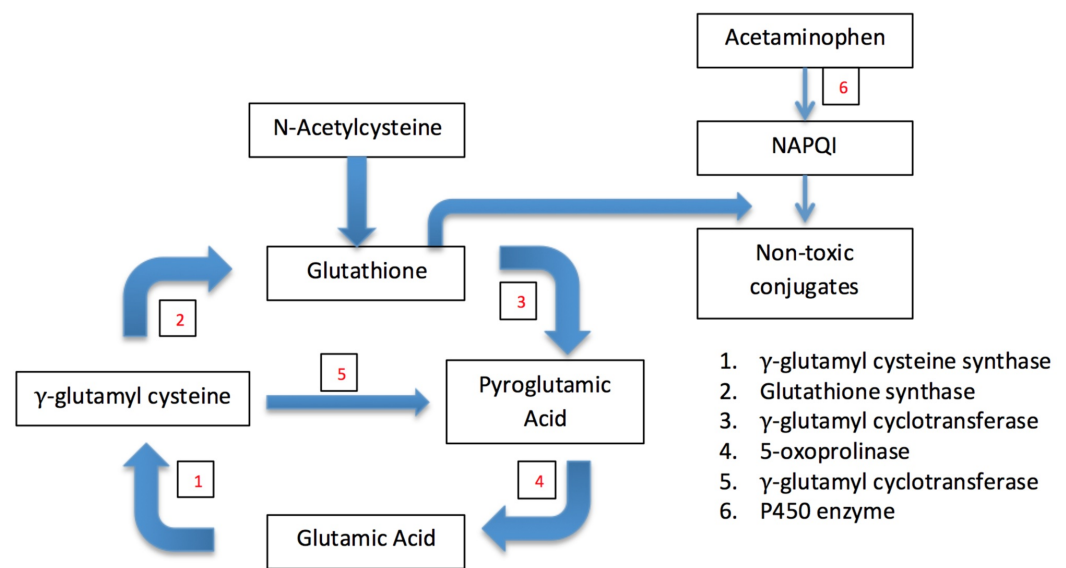 Acetaminophen
6
N-Acetylcysteine
NAPQI
Glutathione
Non-toxic
conjugates
3
2
γ-glutamyl cysteine
5
Pyroglutamic
Acid
1
4
Glutamic Acid
1. γ-glutamyl cysteine synthase
2. Glutathione synthase
3. γ-glutamyl cyclotransferase
4. 5-oxoprolinase
5. γ-glutamyl cyclotransferase
6. P450 enzyme